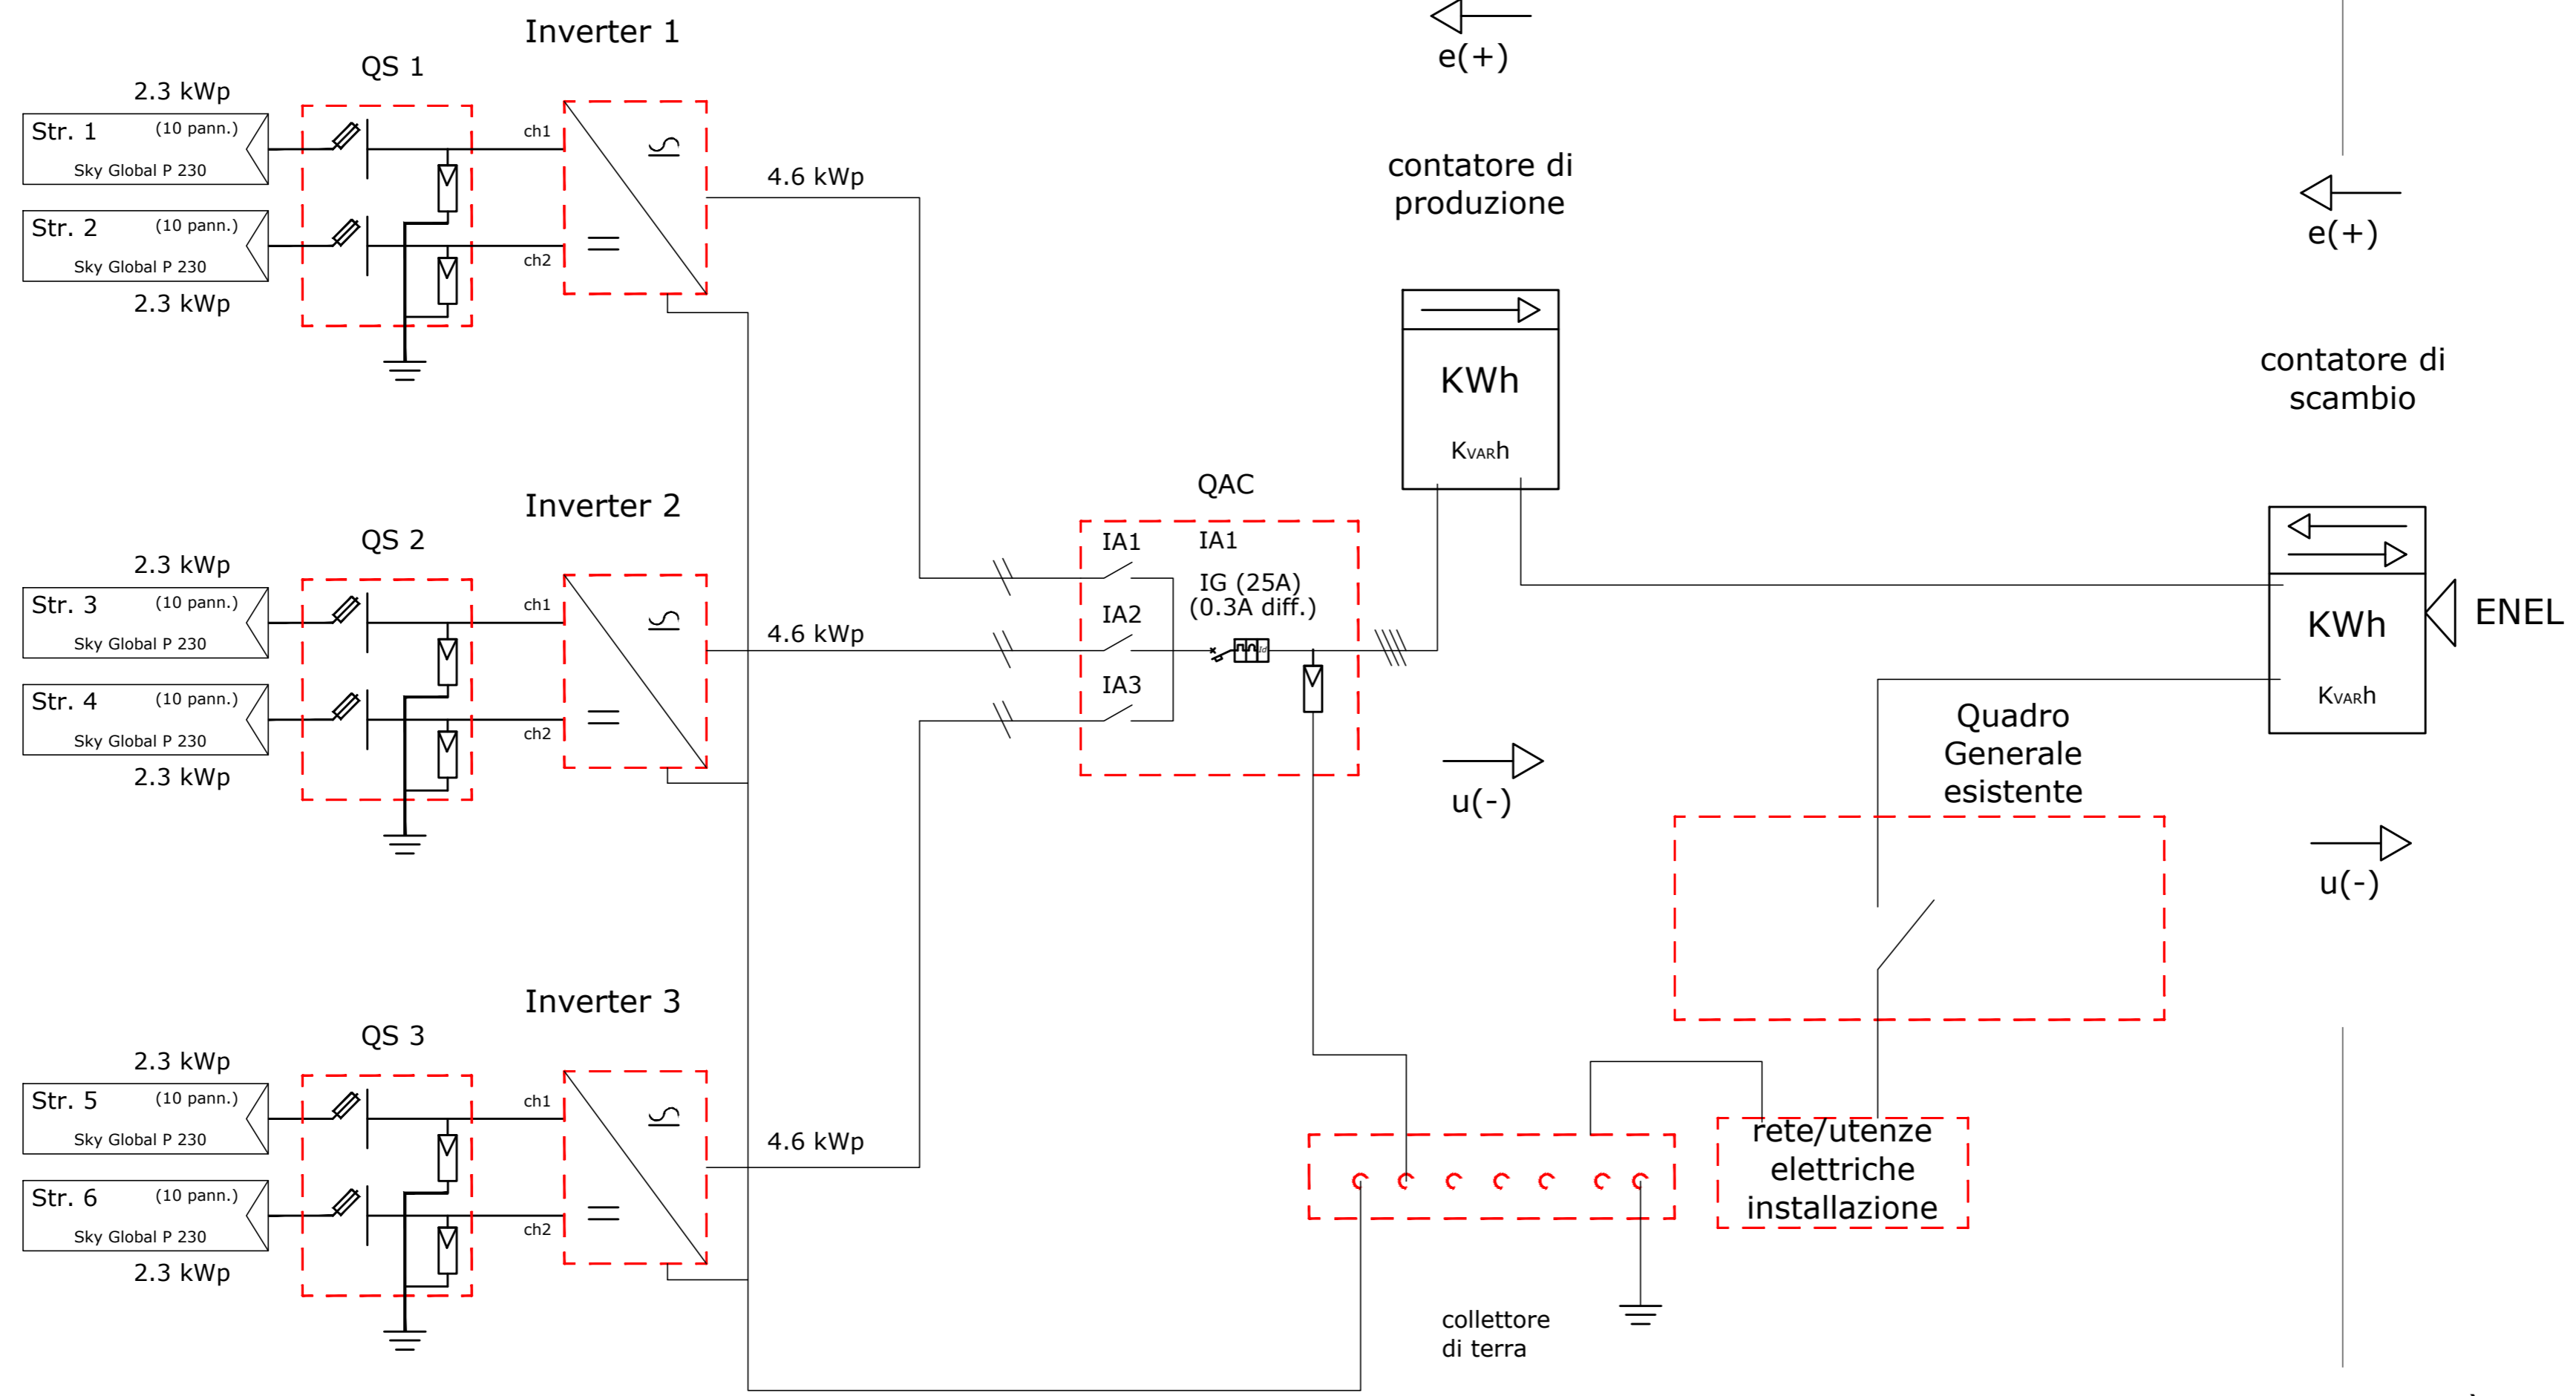 Inverter 1
QS 1
2.3 kWp
Str. 1 (10 pann.)
Sky Global P 230
ch1
Str. 2 (10 pann.)
Sky Global P 230
ch2
2.3 kWp
4.6 kWp
Inverter 2
QS 2
2.3 kWp
Str. 3 (10 pann.)
Sky Global P 230
ch1
Str. 4 (10 pann.)
Sky Global P 230
ch2
2.3 kWp
4.6 kWp
Inverter 3
QS 3
2.3 kWp
Str. 5 (10 pann.)
Sky Global P 230
ch1
Str. 6 (10 pann.)
Sky Global P 230
ch2
2.3 kWp
4.6 kWp
QAC
IA1
IA1
IG (25A)
(0.3A diff.)
IA2
Id
IA3
e(+)
contatore di
produzione
KWh
KVARh
u(-)
e(+)
contatore di
scambio
KWh
KVARh
ENEL
u(-)
Quadro
Generale
esistente
rete/utenze
elettriche
installazione
collettore
di terra